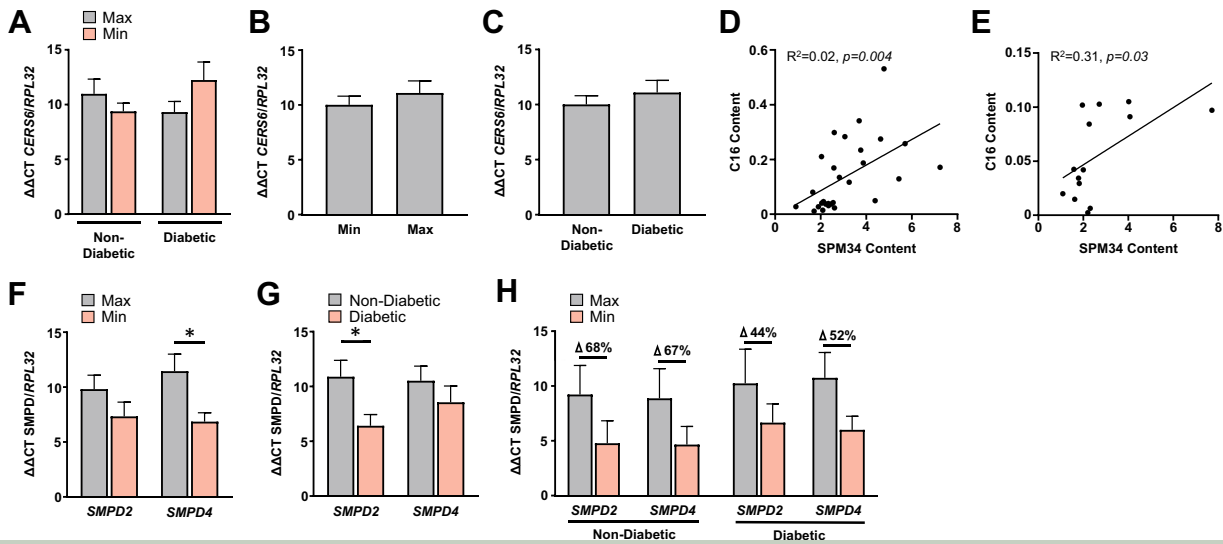 A
Max
Min
ΔΔCT CERS6/RPL32
15
10
5
0
Non-
Diabetic
Diabetic
B
ΔΔCT CERS6/RPL32
15
10
5
0
Min
Max
C
ΔΔCT CERS6/RPL32
15
10
5
0
Non-
Diabetic
Diabetic
D
R²=0.02, p=0.004
C16 Content
0.6
0.4
0.2
0
0
2
4
6
8
SPM34 Content
E
R²=0.31, p=0.03
C16 Content
0.15
0.10
0.05
0
0
2
4
6
8
SPM34 Content
F
Max
Min
ΔΔCT SMPD/RPL32
15
10
5
0
*
SMPD2
SMPD4
G
Non-Diabetic
Diabetic
ΔΔCT SMPD/RPL32
15
10
5
0
*
SMPD2
SMPD4
H
Max
Min
ΔΔCT SMPD/RPL32
15
10
5
0
Δ 68%
Δ 67%
Δ 44%
Δ 52%
SMPD2
SMPD4
SMPD2
SMPD4
Non-Diabetic
Diabetic